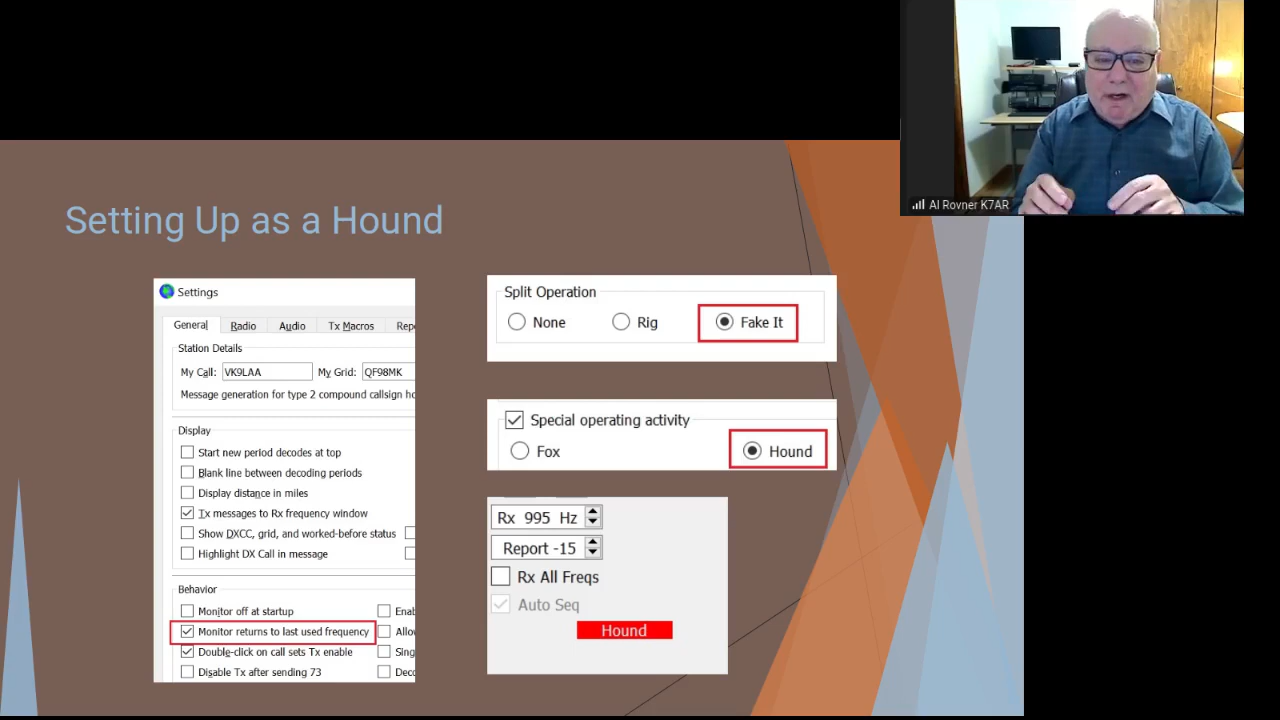 Al Rovner K7AR
Setting Up as a Hound
Settings
General
Radio
Audio
Tx Macros
Station Details
My Call:
VK9LAA
My Grid:
QF98MK
Message generation for type 2 compound callsign
Display
Start new period decodes at top
Blank line between decoding periods
Display distance in miles
Tx messages to Rx frequency window
Show DXCC, grid, and worked-before status
Highlight DX Call in message
Behavior
Monitor off at startup
Monitor returns to last used frequency
Double-click on call sets Tx enable
Disable Tx after sending 73
Split Operation
None
Rig
Fake It
Special operating activity
Fox
Hound
Rx 995 Hz
Report -15
Rx All Freqs
Auto Seq
Hound